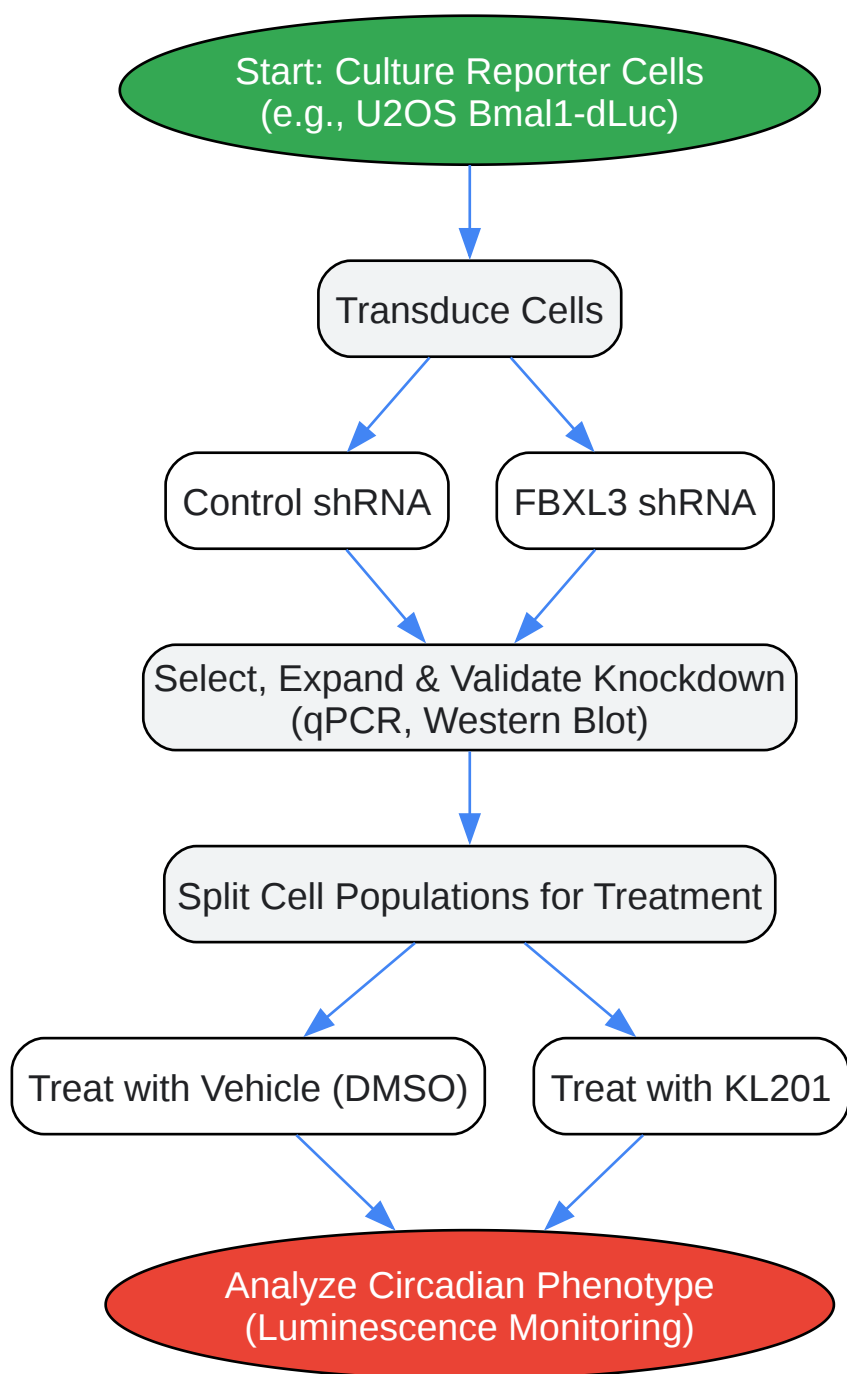 Start: Culture Reporter Cells
(e.g., U2OS Bmal1-dLuc)
Transduce Cells
Control shRNA
FBXL3 shRNA
Select, Expand & Validate Knockdown
(qPCR, Western Blot)
Split Cell Populations for Treatment
Treat with Vehicle (DMSO)
Treat with KL201
Analyze Circadian Phenotype
(Luminescence Monitoring)